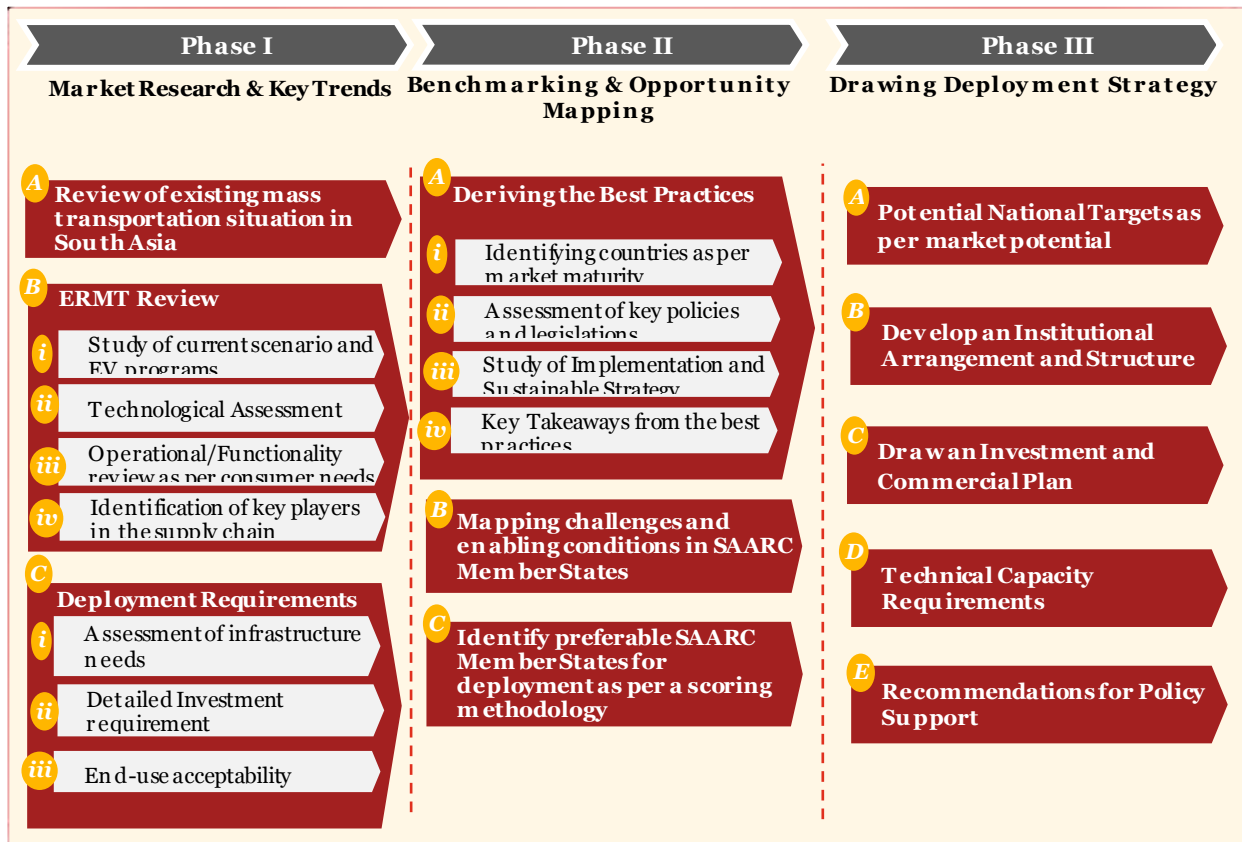 Phase I
Market Research & Key Trends
A
Review of existing mass
transportation situation in
South Asia
B
ERMT Review
i
Study of current scenario and
EV programs
ii
Technological Assessment
iii
Operational/Functionality
review as per consumer needs
iv
Identification of key players
in the supply chain
C
Deployment Requirements
i
Assessment of infrastructure
needs
ii
Detailed Investment
requirement
iii
End-use acceptability
Phase II
Benchmarking & Opportunity
Mapping
A
Deriving the Best Practices
i
Identifying countries as per
market maturity
ii
Assessment of key policies
and legislations
iii
Study of Implementation and
Sustainable Strategy
iv
Key Takeaways from the best
practices
B
Mapping challenges and
enabling conditions in SAARC
Member States
C
Identify preferable SAARC
Member States for
deployment as per a scoring
methodology
Phase III
Drawing Deployment Strategy
A
Potential National Targets as
per market potential
B
Develop an Institutional
Arrangement and Structure
C
Draw an Investment and
Commercial Plan
D
Technical Capacity
Requirements
E
Recommendations for Policy
Support